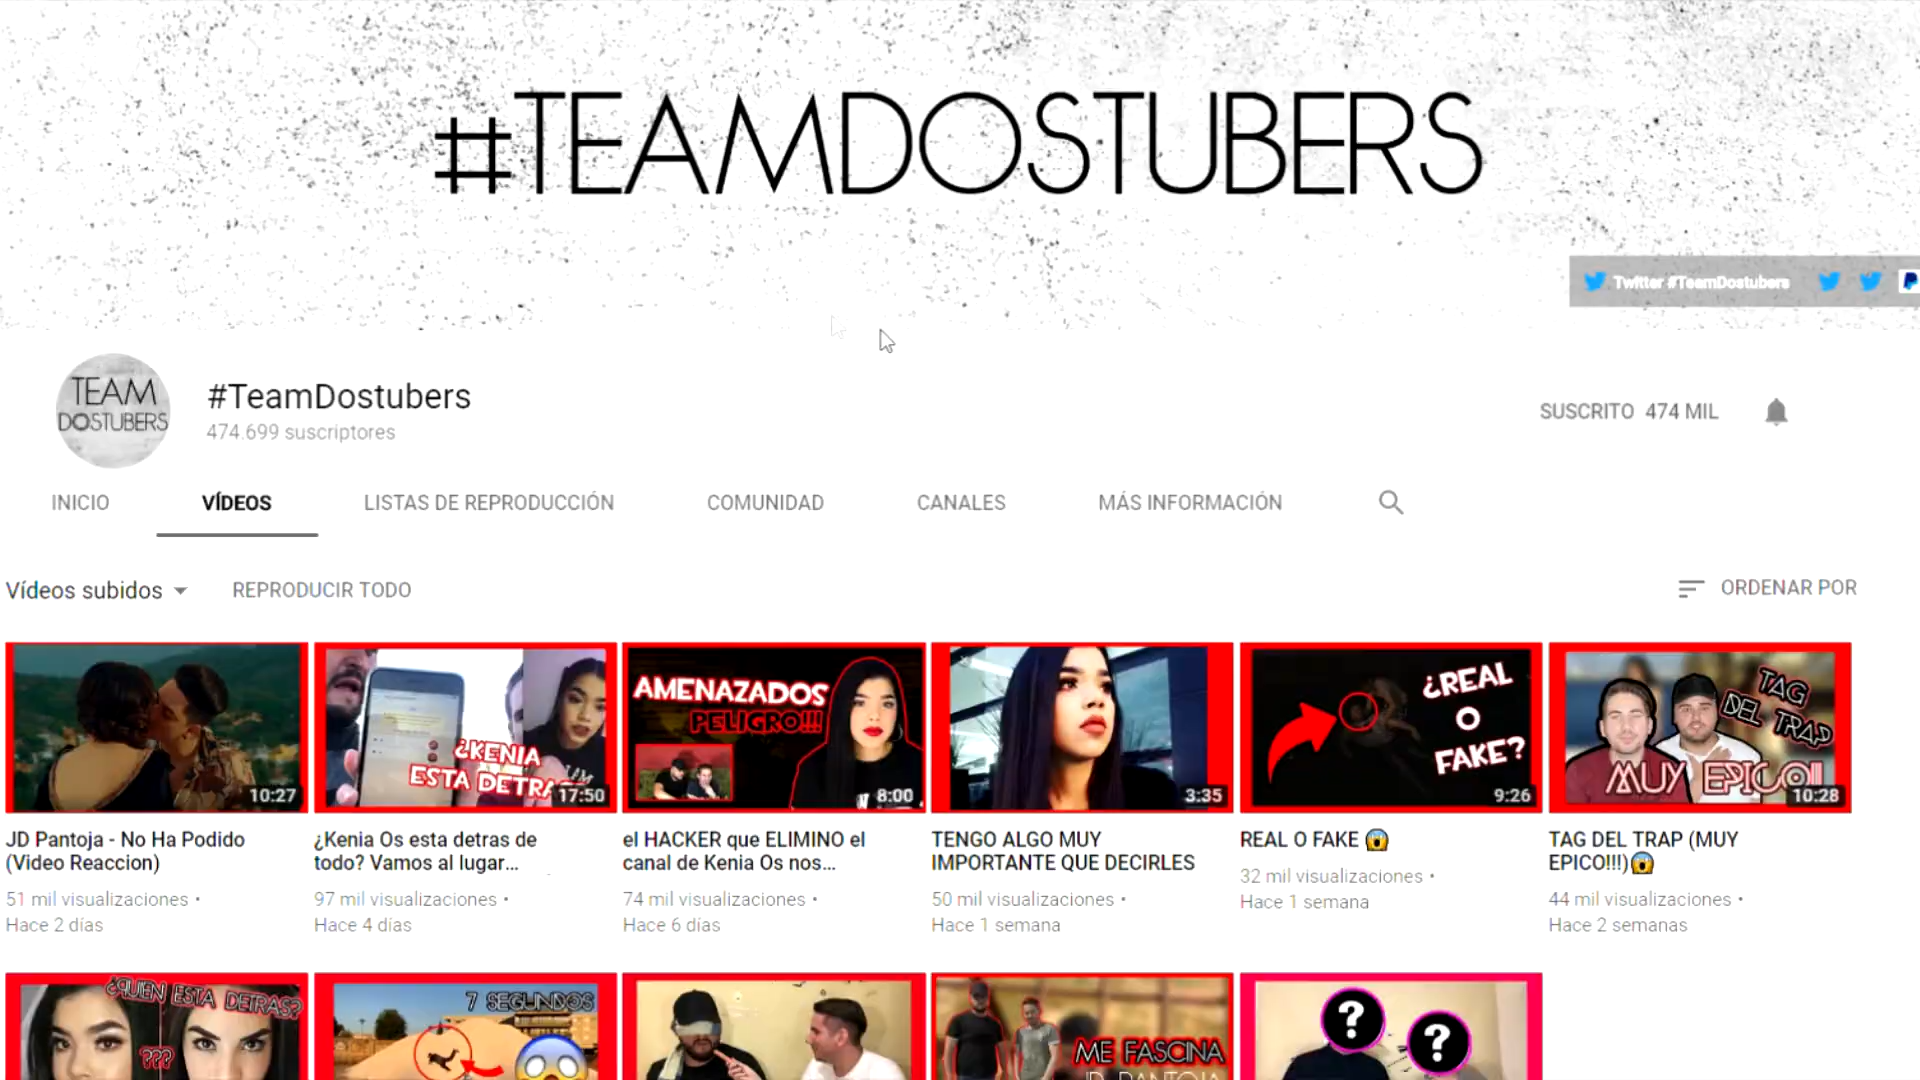 #TEAMDOSTUBERS
Twitter #TeamDostubers
TEAM
DOSTUBERS
#TeamDostubers
474.699 suscriptores
SUSCRITO 474 MIL
INICIO
VÍDEOS
LISTAS DE REPRODUCCIÓN
COMUNIDAD
CANALES
MÁS INFORMACIÓN
Vídeos subidos
REPRODUCIR TODO
ORDENAR POR
10:27
¿KENIA
ESTA DETRA
17:50
AMENAZADOS
PELIGRO!!!
8:00
3:35
¿REAL
O
FAKE?
9:26
TAG
DEL TRAP
MUY EPICO!!!
10:28
JD Pantoja - No Ha Podido
(Video Reaccion)
51 mil visualizaciones •
Hace 2 días
¿Kenia Os esta detras de
todo? Vamos al lugar...
97 mil visualizaciones •
Hace 4 días
el HACKER que ELIMINO el
canal de Kenia Os nos...
74 mil visualizaciones •
Hace 6 días
TENGO ALGO MUY
IMPORTANTE QUE DECIRLES
50 mil visualizaciones •
Hace 1 semana
REAL O FAKE 😱
32 mil visualizaciones •
Hace 1 semana
TAG DEL TRAP (MUY
EPICO!!!)😱
44 mil visualizaciones •
Hace 2 semanas
¿QUIEN ESTA DETRAS?
???
7 SEGUNDOS
ME FASCINA
JD PANTOJA
?
?